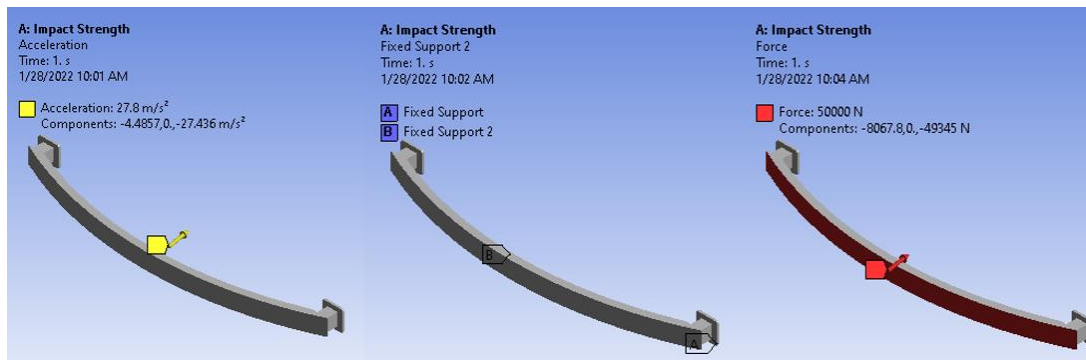 A: Impact Strength
Acceleration
Time: 1. s
1/28/2022 10:01 AM
Acceleration: 27.8 m/s²
Components: -4.4857,0.,-27.436 m/s²
A: Impact Strength
Fixed Support 2
Time: 1. s
1/28/2022 10:02 AM
A Fixed Support
B Fixed Support 2
B
A
A: Impact Strength
Force
Time: 1. s
1/28/2022 10:04 AM
Force: 50000 N
Components: -8067.8,0.,-49345 N